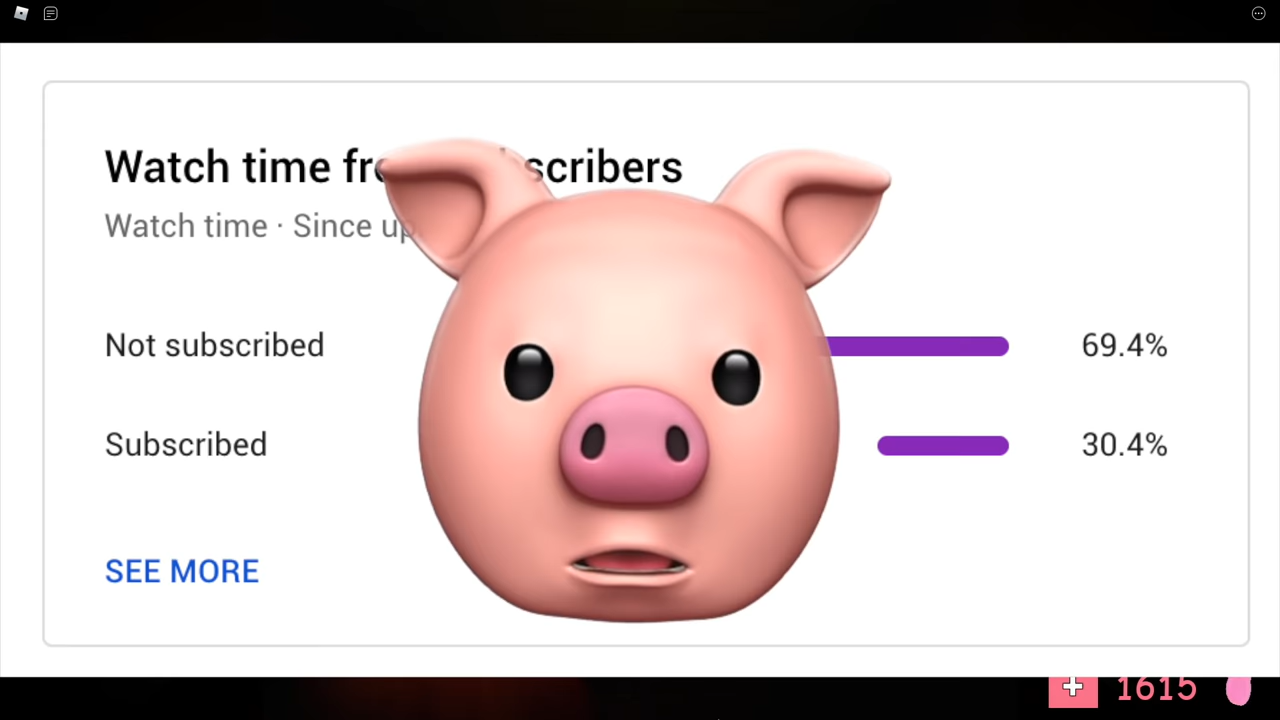 Watch time fr scribers
Watch time · Since up
Not subscribed 69.4%
Subscribed 30.4%
SEE MORE
1615